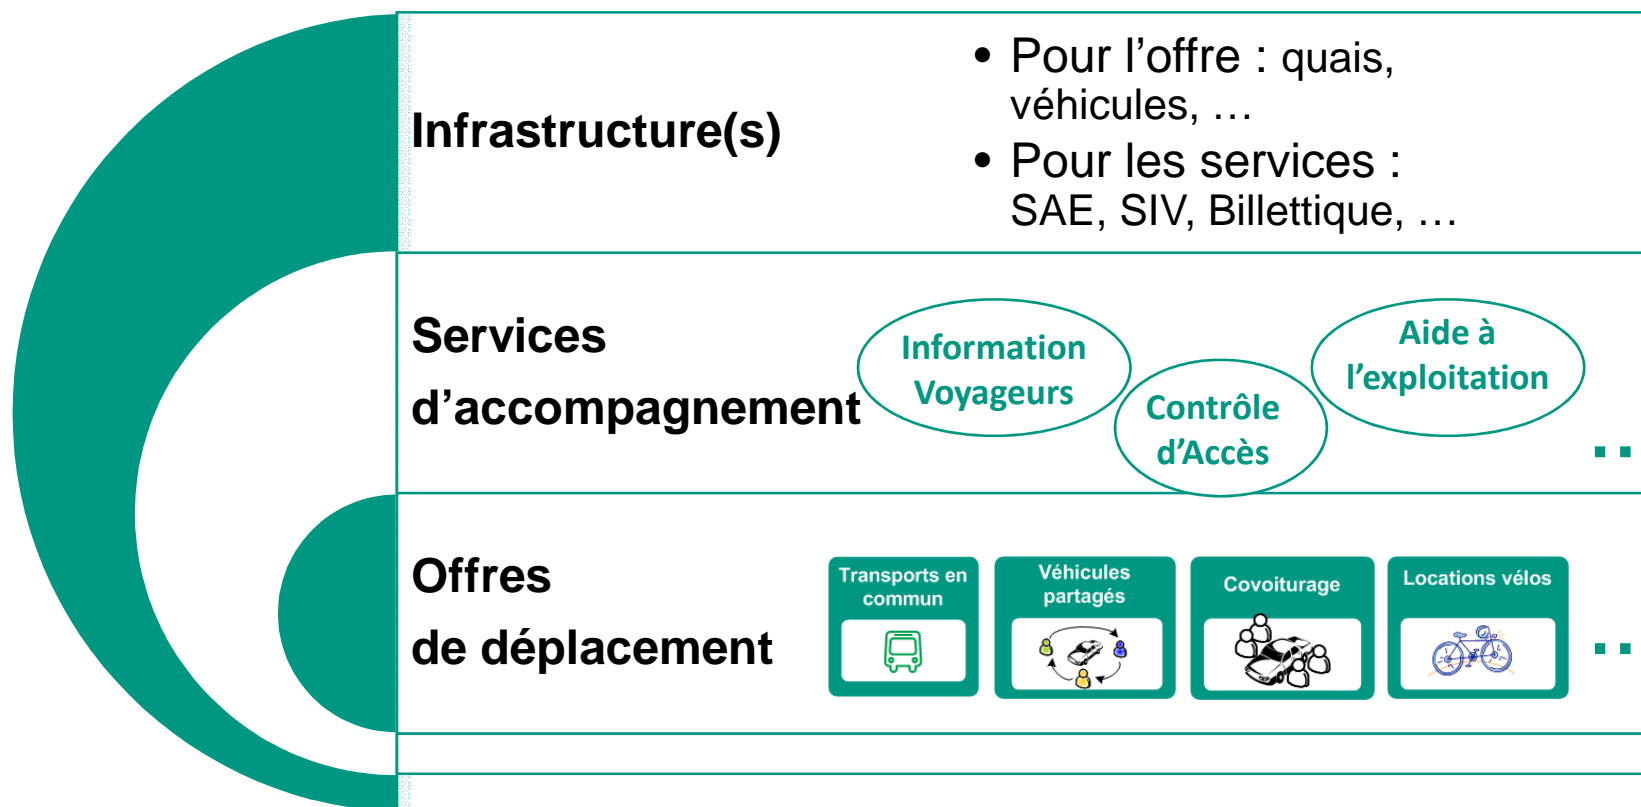 Infrastructure(s)
• Pour l’offre : quais,
véhicules, …
• Pour les services :
SAE, SIV, Billettique, …
Services
d’accompagnement
Information
Voyageurs
Contrôle
d’Accès
Aide à
l’exploitation
..
Offres
de déplacement
Transports en
commun
Véhicules
partagés
Covoiturage
Locations vélos
..